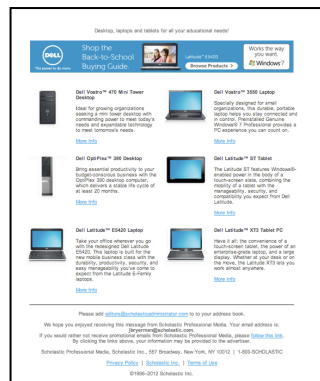 Desktop, laptops and tablets for all your educational needs!
DELL
The power to do more
Shop the
Back-to-School
Buying Guide
Latitude™ E5420
Browse Products >
Works the way
you want.
Windows 7
Dell Vostro™ 470 Mini Tower
Desktop
Ideal for growing organizations
seeking a mini tower desktop with
commanding power to meet today's
needs and expandable technology
to meet tomorrow's needs.
More Info
Dell Vostro™ 3550 Laptop
Specially designed for small
organizations, this durable, portable
laptop helps you stay connected and
in control. Preinstalled Genuine
Windows® 7 Professional provides a
PC experience you can count on.
More Info
Dell OptiPlex™ 390 Desktop
Bring essential productivity to your
budget-conscious business with the
OptiPlex 390 desktop computer,
which delivers a stable life cycle of
at least 20 months.
More Info
Dell Latitude™ ST Tablet
The Latitude ST features Windows®-
enabled power in the body of a
touch-screen slate, combining the
mobility of a tablet with the
manageability, security, and
compatibility you expect from Dell.
More Info
Dell Latitude™ E5420 Laptop
Take your office wherever you go
with the redesigned Dell Latitude
E5420. This laptop is built for the
new mobile business class with the
durability, productivity, security, and
easy manageability you've come to
expect from the Latitude E-Family
laptops.
More Info
Dell Latitude™ XT3 Tablet PC
Have it all: the convenience of a
touch-screen tablet, the power of an
enterprise-grade laptop, and a large
display. Whether at your desk or on
the move, the Latitude XT3 lets you
work almost anywhere.
More Info
Please add editors@scholasticadministrator.com to your address book.
We hope you enjoyed receiving this message from Scholastic Professional Media. Your email address is:
jbryerman@scholastic.com.
If you would rather not receive promotional emails from Scholastic Professional Media, please follow this link.
By clicking the links above, your information may be provided to the advertiser.
Scholastic Professional Media, Scholastic Inc., 557 Broadway, New York, NY 10012 | 1-800-SCHOLASTIC
Privacy Policy | Scholastic Inc. | Terms of Use
©1996-2012 Scholastic Inc.